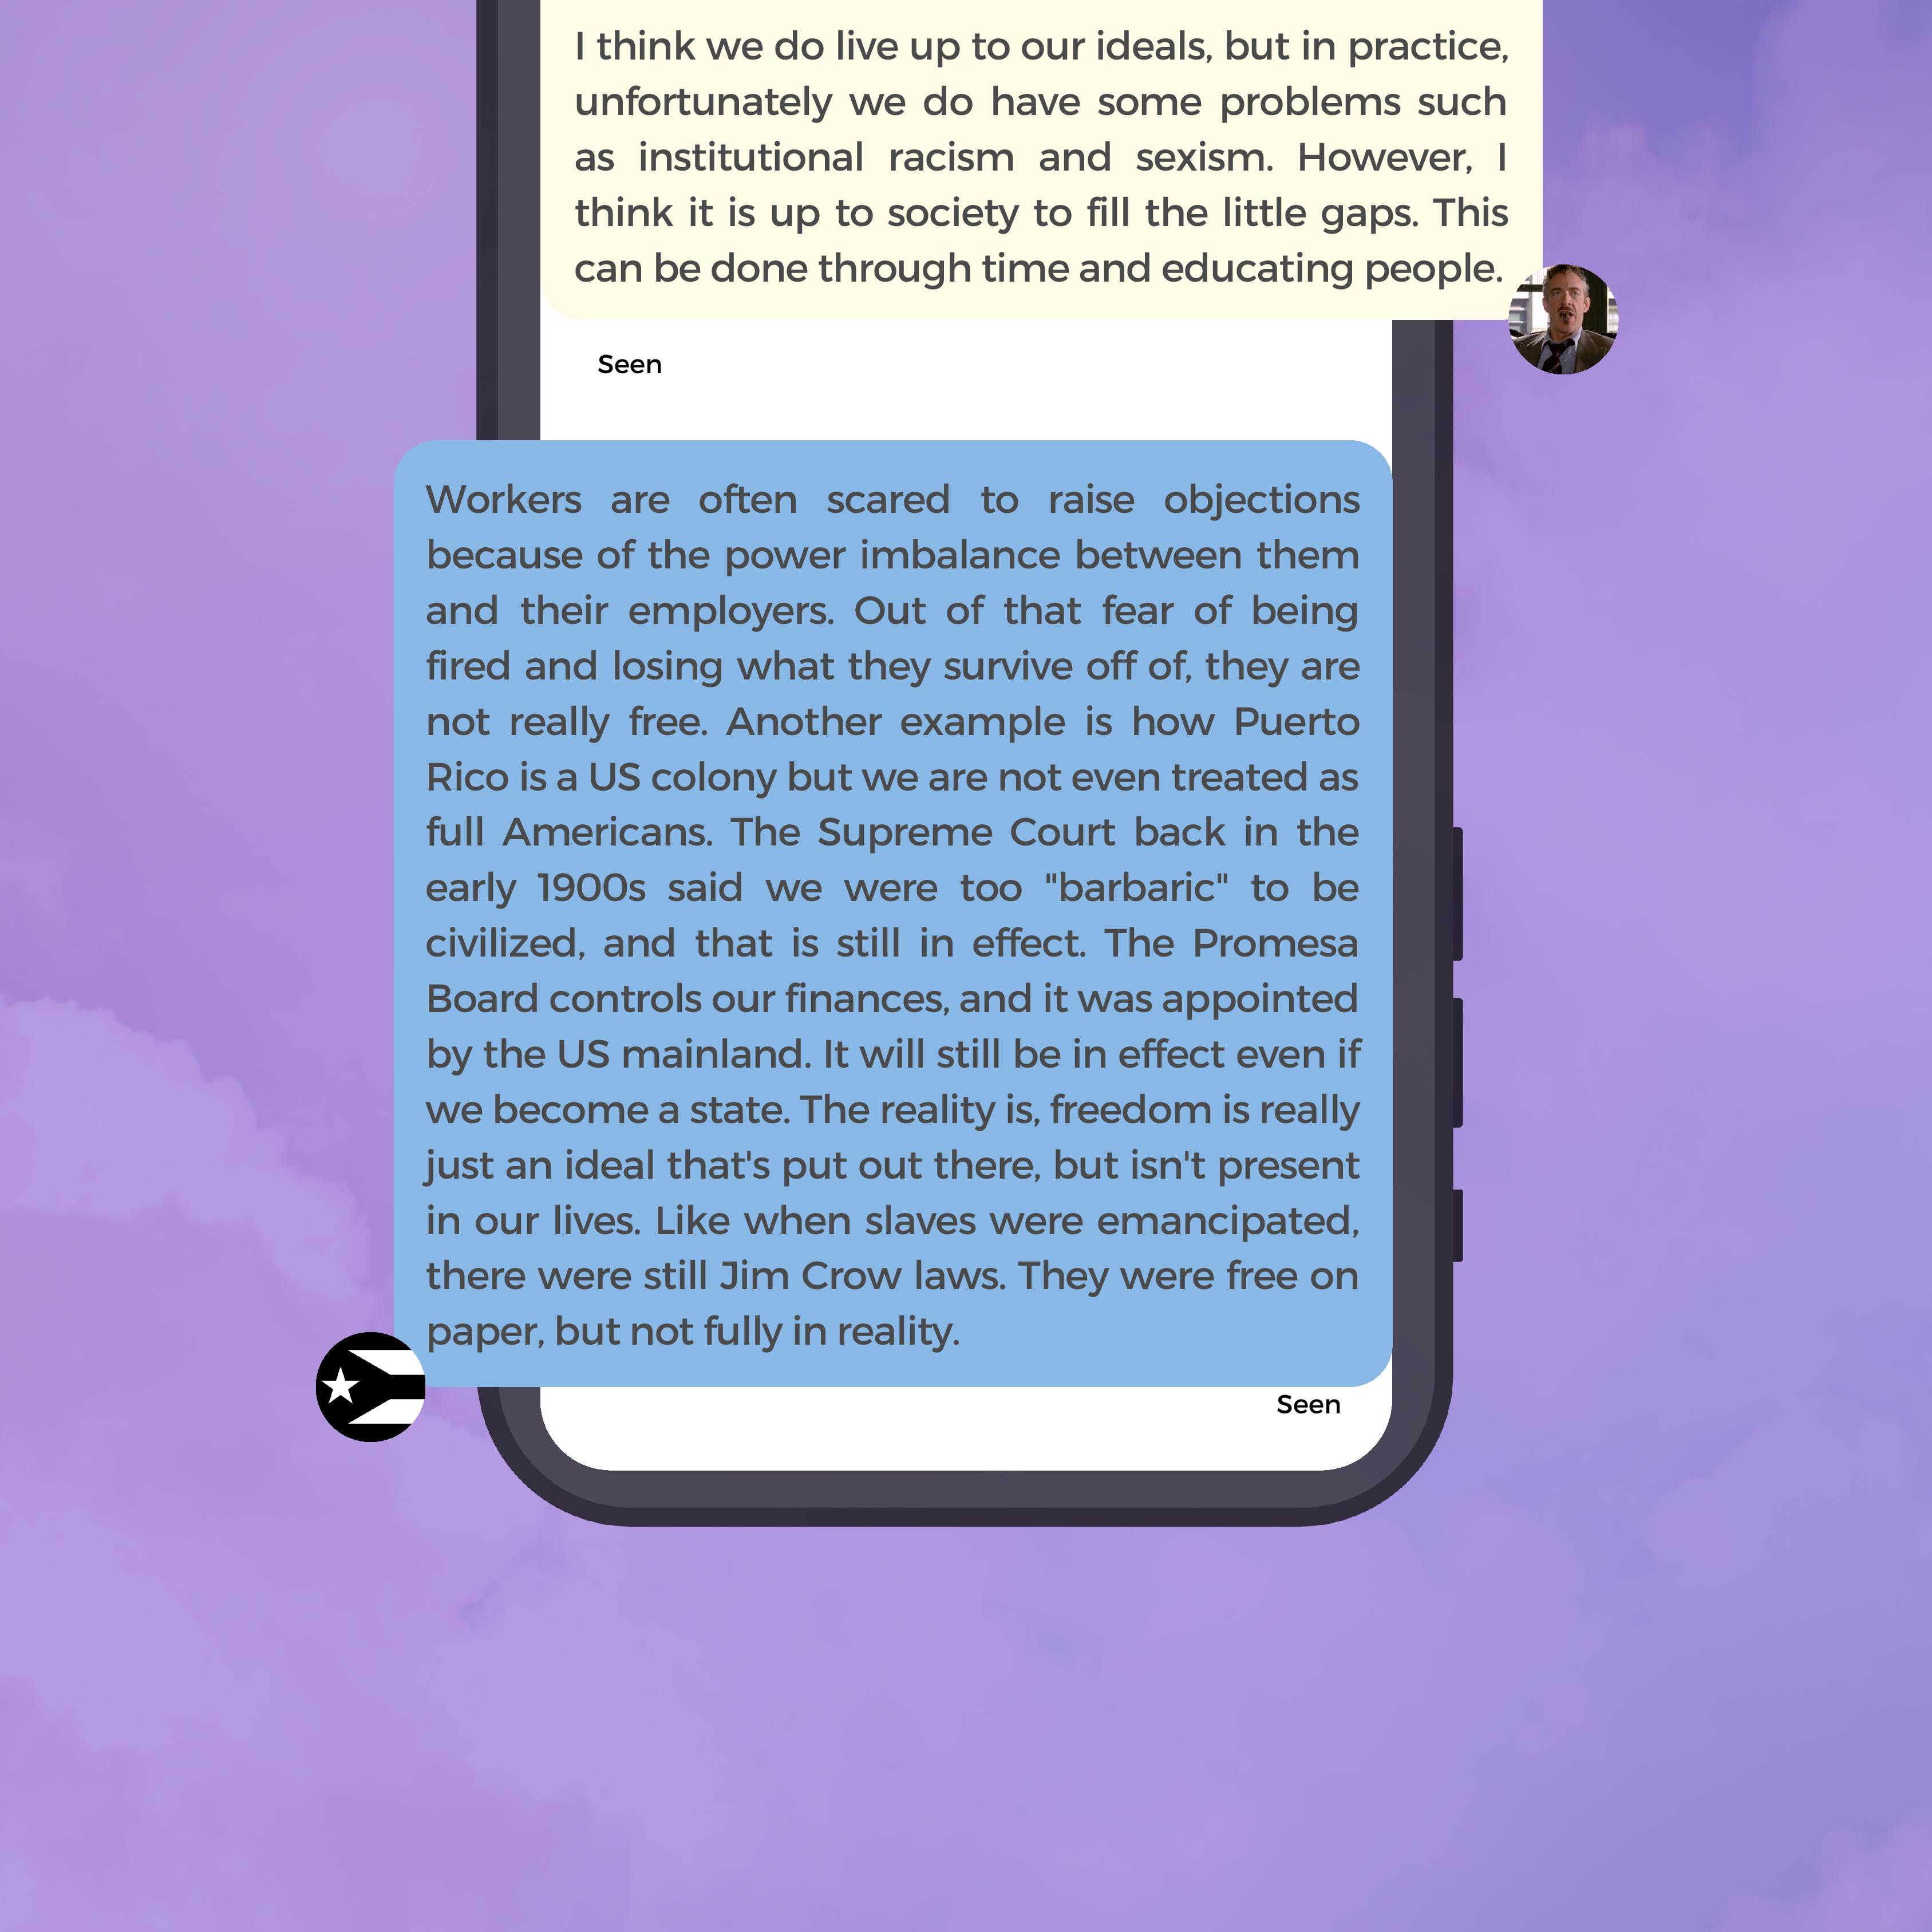 I think we do live up to our ideals, but in practice,
unfortunately we do have some problems such
as institutional racism and sexism. However, I
think it is up to society to fill the little gaps. This
can be done through time and educating people.
Seen
Workers are often scared to raise objections
because of the power imbalance between them
and their employers. Out of that fear of being
fired and losing what they survive off of, they are
not really free. Another example is how Puerto
Rico is a US colony but we are not even treated as
full Americans. The Supreme Court back in the
early 1900s said we were too "barbaric" to be
civilized, and that is still in effect. The Promesa
Board controls our finances, and it was appointed
by the US mainland. It will still be in effect even if
we become a state. The reality is, freedom is really
just an ideal that's put out there, but isn't present
in our lives. Like when slaves were emancipated,
there were still Jim Crow laws. They were free on
paper, but not fully in reality.
Seen